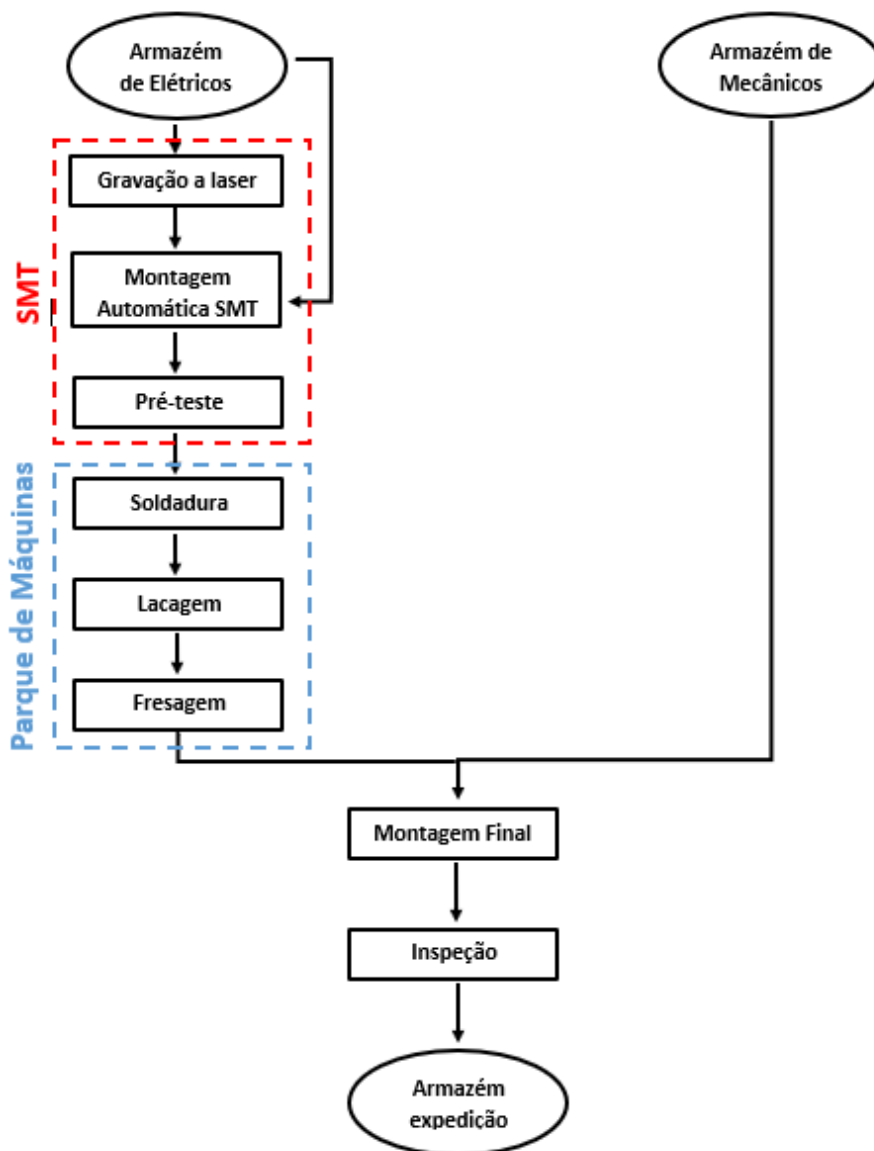 Armazém
de Elétricos
Armazém de
Mecânicos
Gravação a laser
SMT
Montagem
Automática SMT
Pré-teste
Parque de Máquinas
Soldadura
Lacagem
Fresagem
Montagem Final
Inspeção
Armazém
expedição